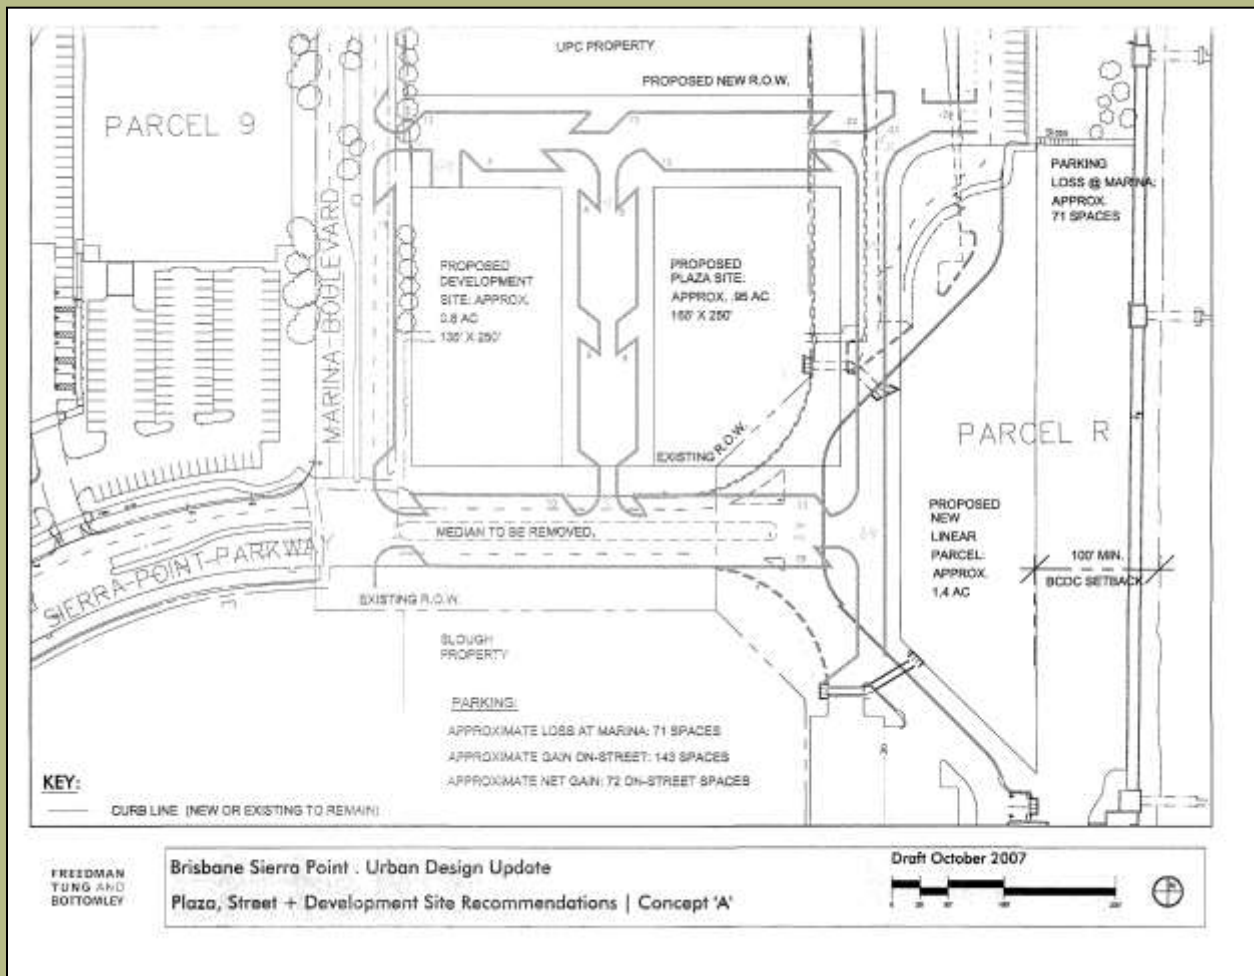 UPC PROPERTY
PROPOSED NEW R.O.W.
PARCEL 9
MARINA-BOULEVARD
PARKING
LOSS @ MARINA:
APPROX.
71 SPACES
PROPOSED
DEVELOPMENT
SITE: APPROX.
0.8 AC
135' X 250'
PROPOSED
PLAZA SITE:
APPROX. .95 AC
165' X 250'
EXISTING R.O.W.
PARCEL R
PROPOSED
NEW
LINEAR
PARCEL:
APPROX.
1.4 AC
100' MIN.
BCDC SETBACK
MEDIAN TO BE REMOVED.
SIERRA-POINT-PARKWAY
EXISTING R.O.W.
SLOUGH
PROPERTY
PARKING:
APPROXIMATE LOSS AT MARINA: 71 SPACES
APPROXIMATE GAIN ON-STREET: 143 SPACES
APPROXIMATE NET GAIN: 72 ON-STREET SPACES
KEY:
CURB LINE (NEW OR EXISTING TO REMAIN)
FREEDMAN
TUNG AND
BOTTOMLEY
Brisbane Sierra Point . Urban Design Update
Plaza, Street + Development Site Recommendations | Concept 'A'
Draft October 2007